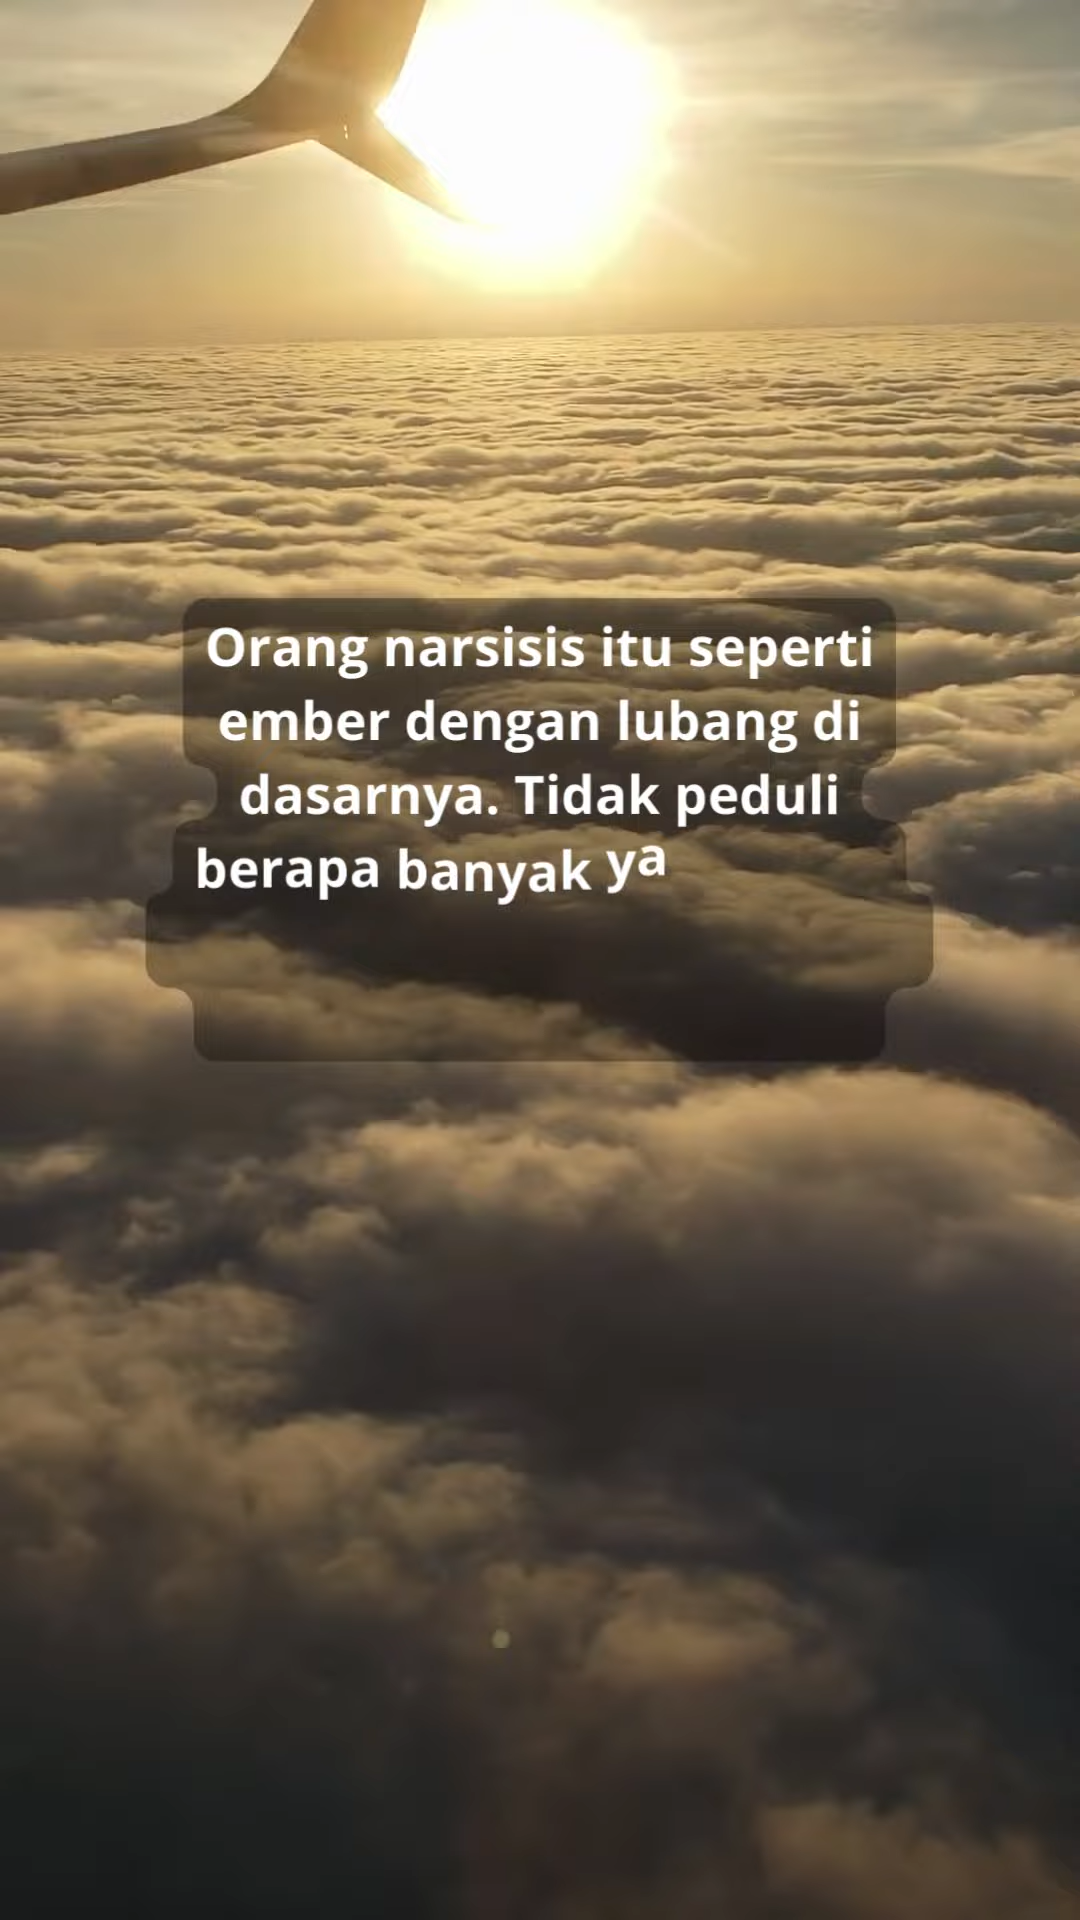 Orang narsisis itu seperti
ember dengan lubang di
dasarnya. Tidak peduli
berapa banyak ya